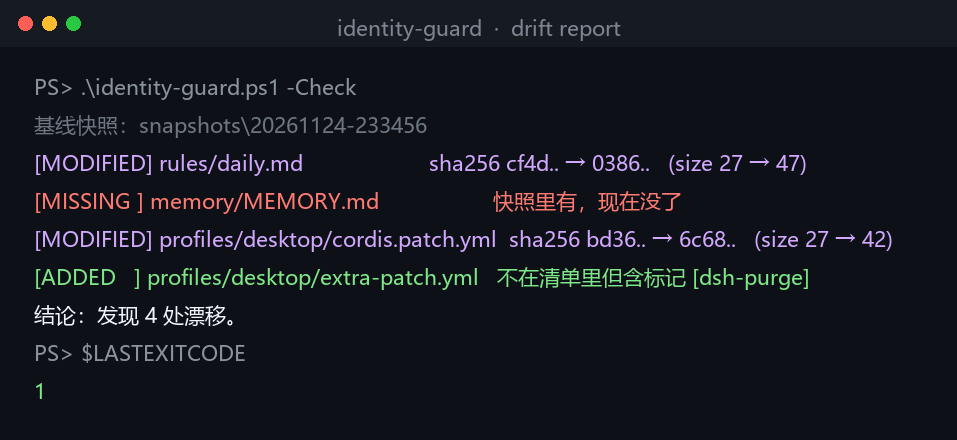 identity-guard · drift report
PS> .\identity-guard.ps1 -Check
基线快照：snapshots\20261124-233456
[MODIFIED] rules/daily.md sha256 cf4d.. → 0386.. (size 27 → 47)
[MISSING ] memory/MEMORY.md 快照里有，现在没了
[MODIFIED] profiles/desktop/cordis.patch.yml sha256 bd36.. → 6c68.. (size 27 → 42)
[ADDED ] profiles/desktop/extra-patch.yml 不在清单里但含标记 [dsh-purge]
结论：发现 4 处漂移。
PS> $LASTEXITCODE
1